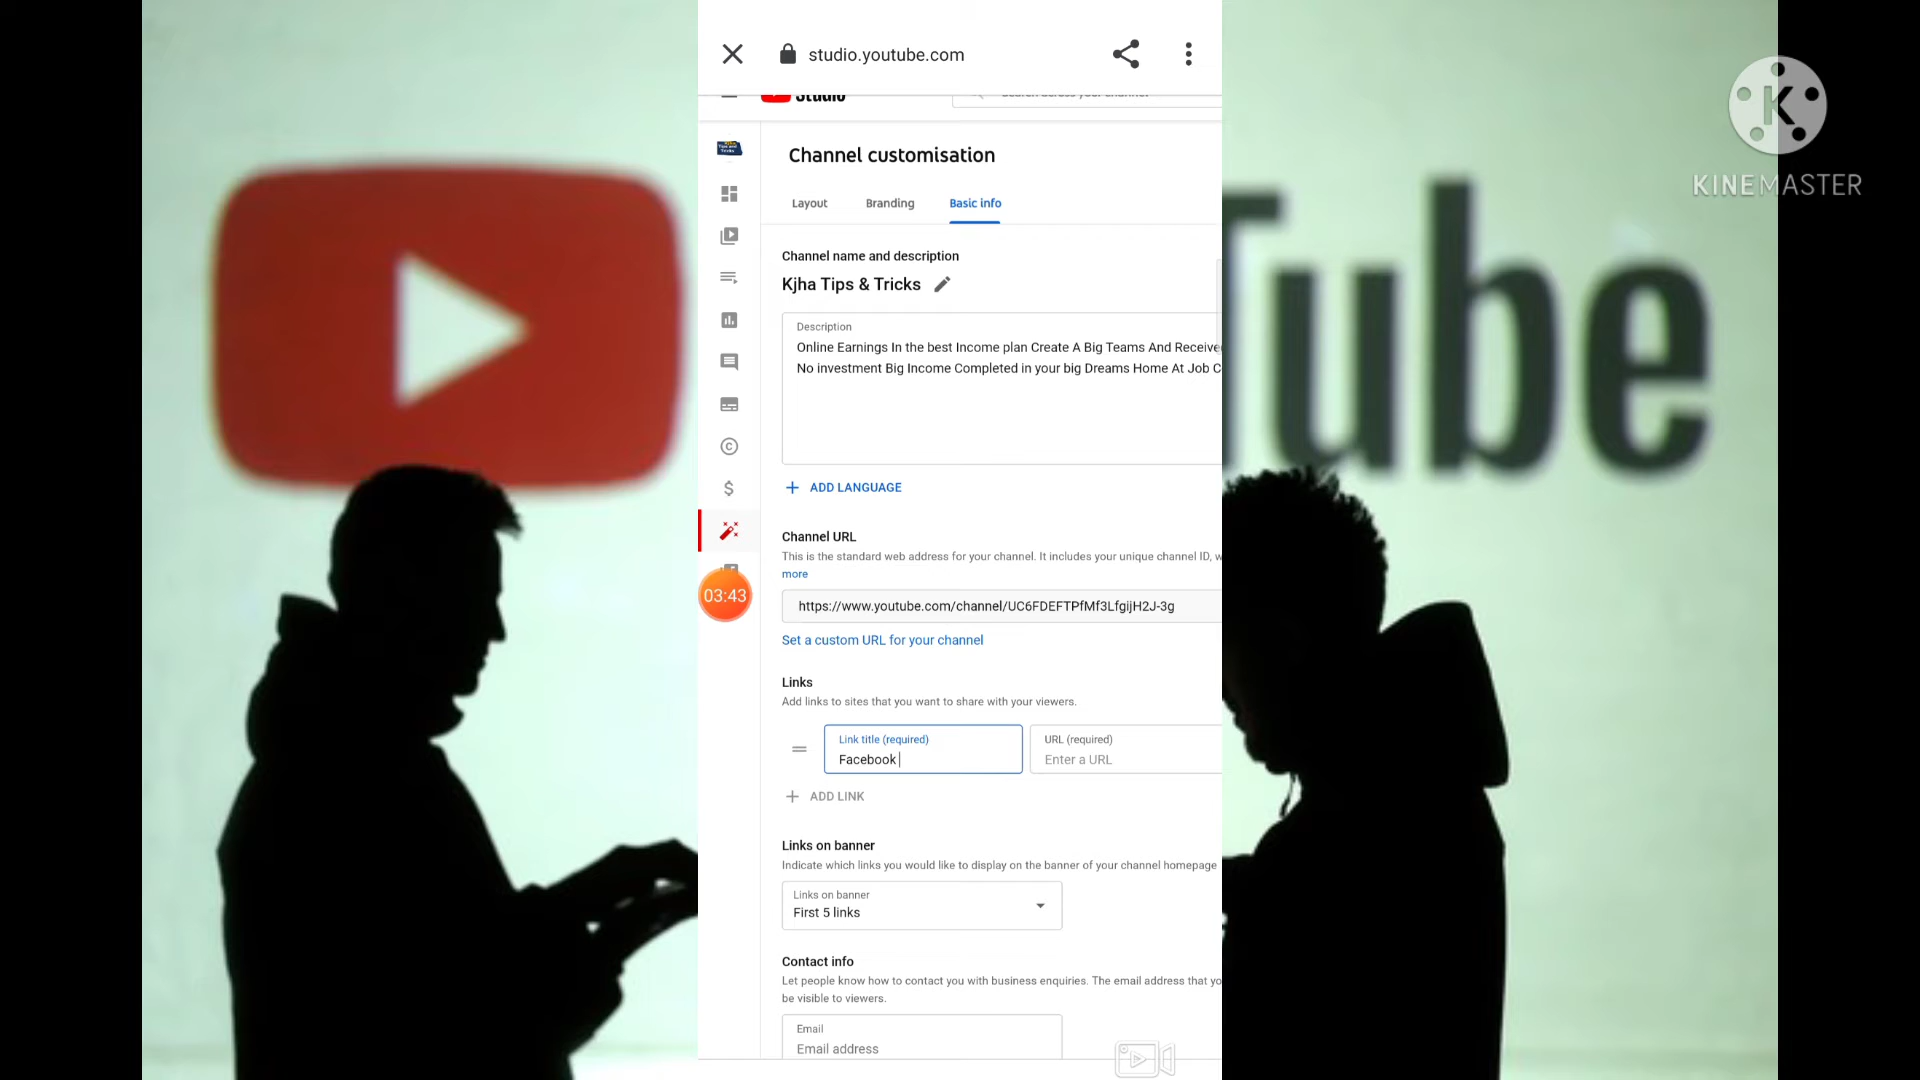 studio.youtube.com
Studio
Channel customisation
Layout
Branding
Basic info
Channel name and description
Kjha Tips & Tricks
Description
Online Earnings In the best Income plan Create A Big Teams And Receive
No investment Big Income Completed in your big Dreams Home At Job C
ADD LANGUAGE
Channel URL
This is the standard web address for your channel. It includes your unique channel ID, w
more
03:43
https://www.youtube.com/channel/UC6FDEFTPfMf3LfgijH2J-3g
Set a custom URL for your channel
Links
Add links to sites that you want to share with your viewers.
Link title (required)
Facebook
URL (required)
Enter a URL
ADD LINK
Links on banner
Indicate which links you would like to display on the banner of your channel homepage
Links on banner
First 5 links
Contact info
Let people know how to contact you with business enquiries. The email address that yo
be visible to viewers.
Email
Email address
Tube
K
KINEMASTER